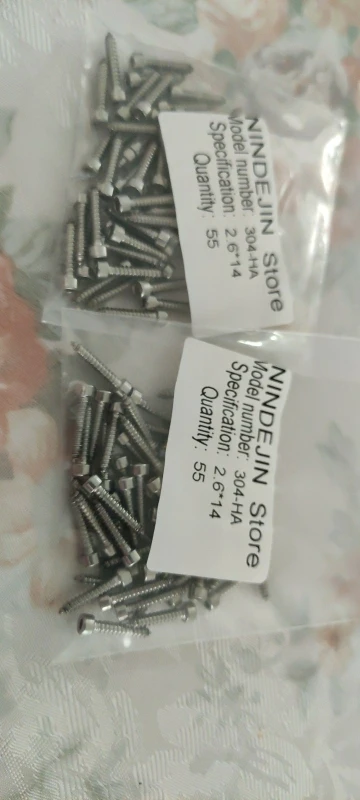 NINDEJIN Store
Model number: 304-HA
Specification: 2.6*14
Quantity: 55
NINDEJIN Store
Model number: 304-HA
Specification: 2.6*14
Quantity: 55